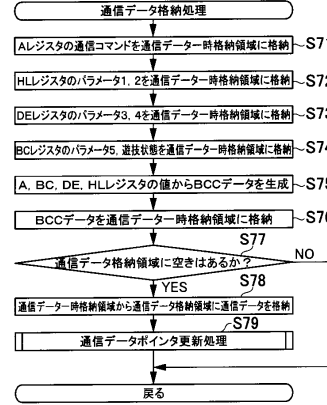 通信データ格納処理
Aレジスタの通信コマンドを通信データ一時格納領域に格納
S71
HLレジスタのパラメータ1, 2を通信データ一時格納領域に格納
S72
DEレジスタのパラメータ3, 4を通信データ一時格納領域に格納
S73
BCレジスタのパラメータ5, 遊技状態を通信データ一時格納領域に格納
S74
A, BC, DE, HLレジスタの値からBCCデータを生成
S75
BCCデータを通信データ一時格納領域に格納
S76
S77
通信データ格納領域に空きはあるか？
NO
YES
S78
通信データ一時格納領域から通信データ格納領域に通信データを格納
S79
通信データポインタ更新処理
戻る